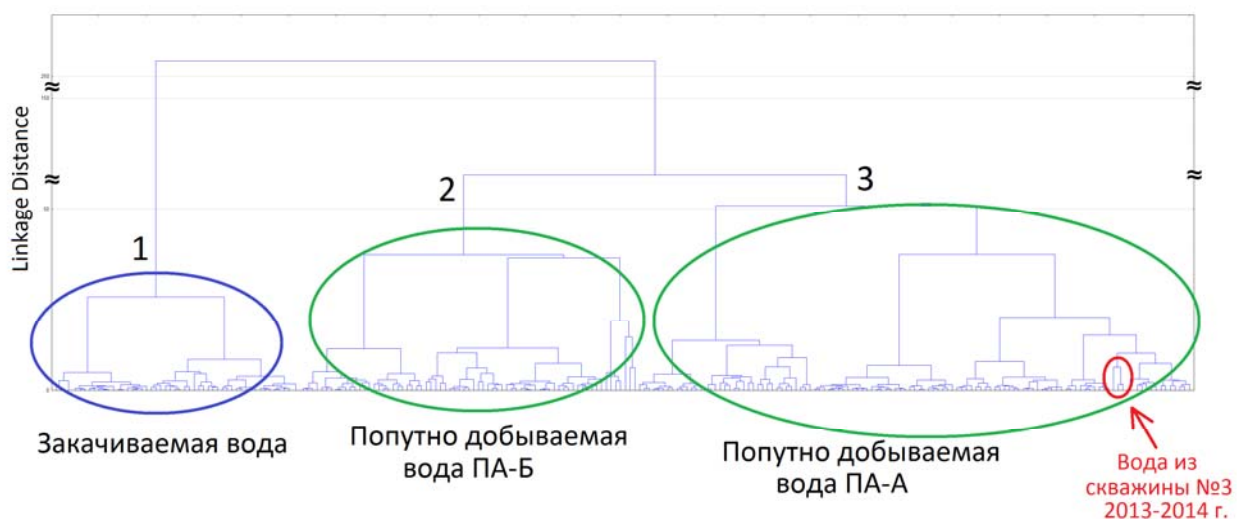 Linkage Distance
1
2
3
Закачиваемая вода
Попутно добываемая
вода ПА-Б
Попутно добываемая
вода ПА-А
Вода из
скважины №3
2013-2014 г.